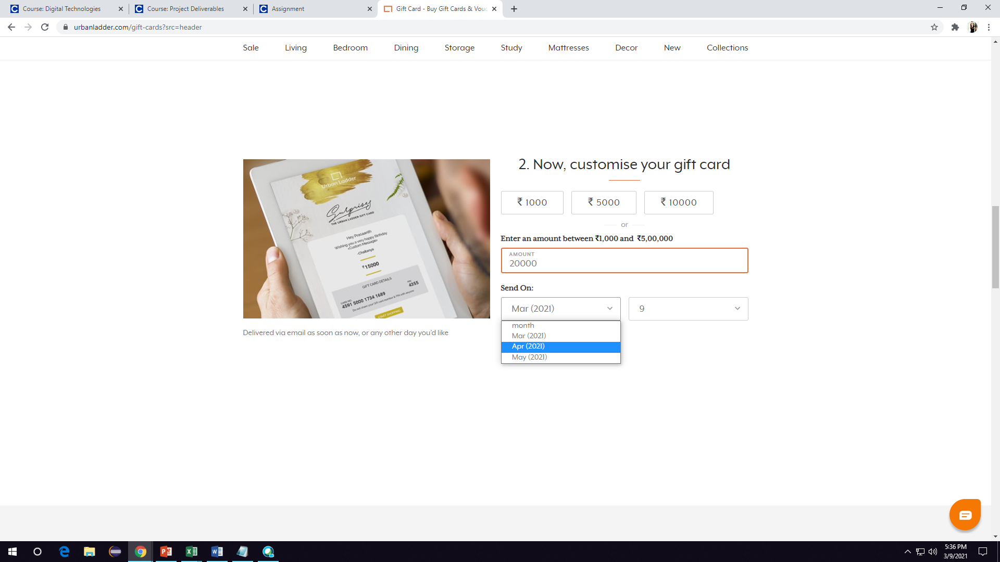 Course: Digital Technologies
Course: Project Deliverables
Assignment
Gift Card - Buy Gift Cards & Vouc
urbanladder.com/gift-cards?src=header
Sale Living Bedroom Dining Storage Study Mattresses Decor New Collections
Urban Ladder
Surprise
THE URBAN LADDER GIFT CARD
Hey Prasaanth
Wishing you a very happy Birthday
<Custom Message>
-Chaitanya
₹15000
GIFT CARD DETAILS
CARD NO.
4591 5000 1734 1689
PIN
4355
Do not share your Gift card number & PIN with anyone
START SHOPPING
Delivered via email as soon as now, or any other day you'd like
2. Now, customise your gift card
₹ 1000 ₹ 5000 ₹ 10000
or
Enter an amount between ₹1,000 and ₹5,00,000
AMOUNT
20000
Send On:
Mar (2021) 9
month
Mar (2021)
Apr (2021)
May (2021)
5:36 PM
3/9/2021